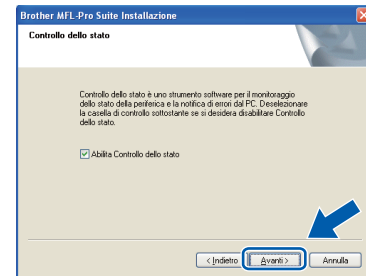 Brother MFL-Pro Suite Installazione
Controllo dello stato
Controllo dello stato è uno strumento software per il monitoraggio
dello stato della periferica e la notifica di errori dal PC. Deselezionare
la casella di controllo sottostante se si desidera disabilitare Controllo
dello stato.
Abilita Controllo dello stato
< Indietro Avanti > Annulla